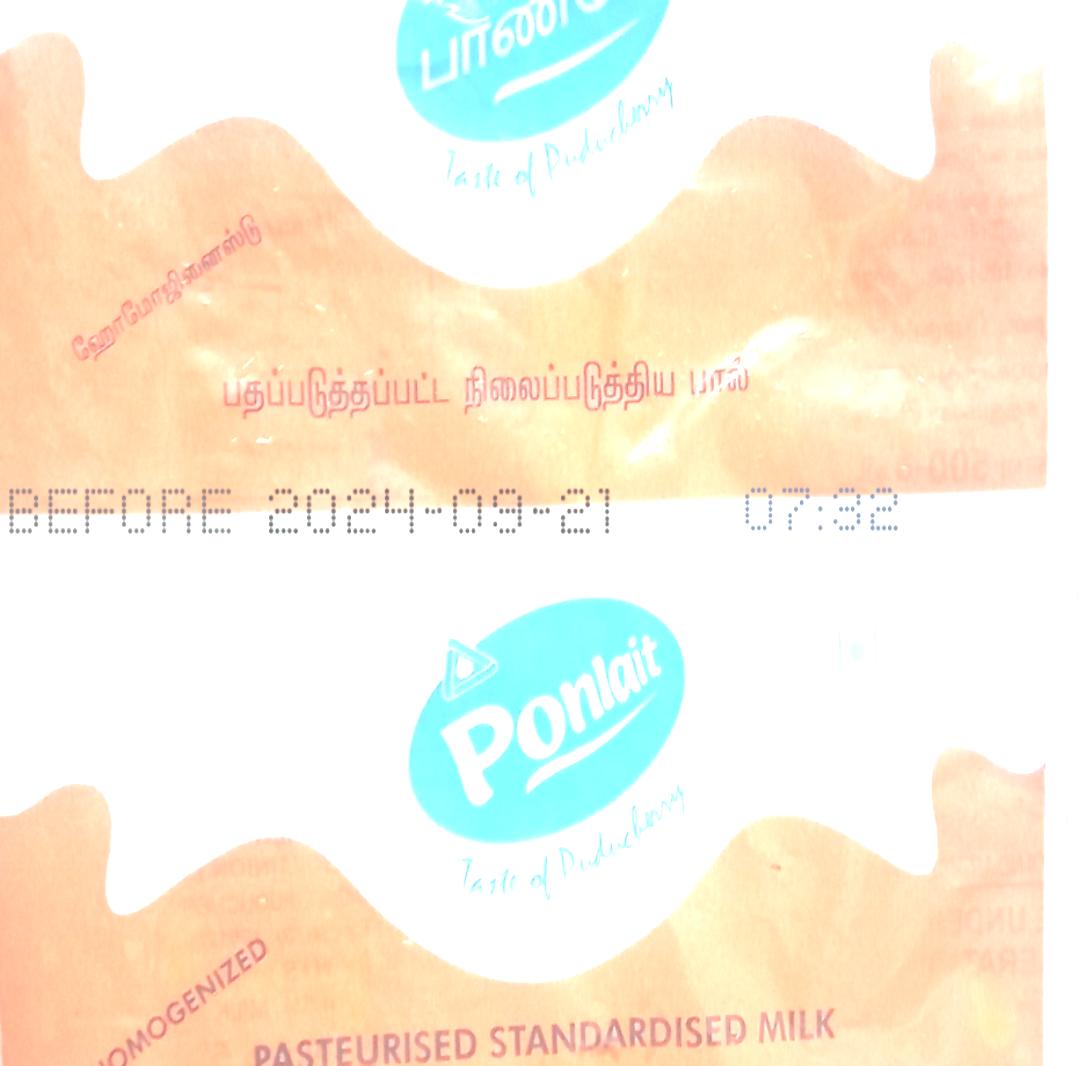 Taste of Puducherry
ஹோமோஜினைஸ்டு
பதப்படுத்தப்பட்ட நிலைப்படுத்திய பால்
BEFORE 2024-09-21 07:32
Ponlait
Taste of Puducherry
PASTEURISED STANDARDISED MILK